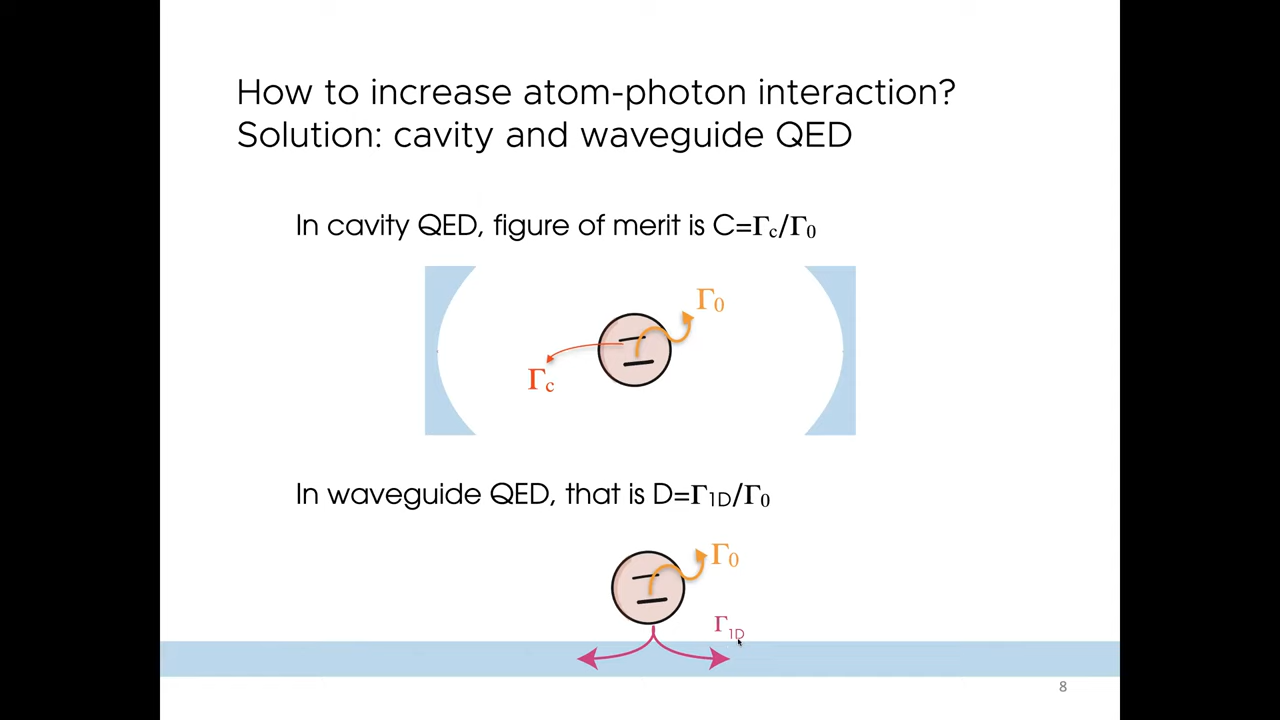 How to increase atom-photon interaction?
Solution: cavity and waveguide QED
In cavity QED, figure of merit is C=Γc/Γ0
Γ0
Γc
In waveguide QED, that is D=Γ1D/Γ0
Γ0
Γ1D
8